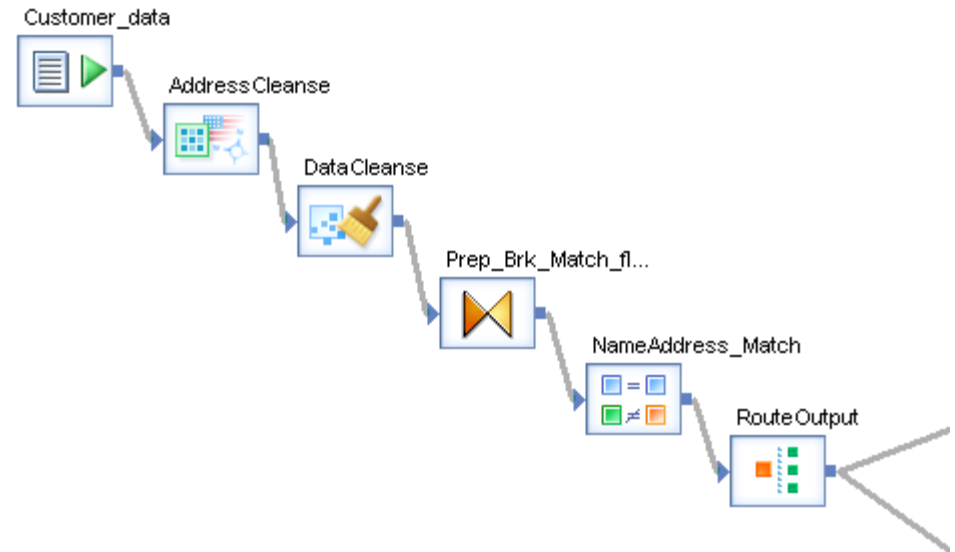 Customer_data
AddressCleanse
DataCleanse
Prep_Brk_Match_fl...
NameAddress_Match
RouteOutput